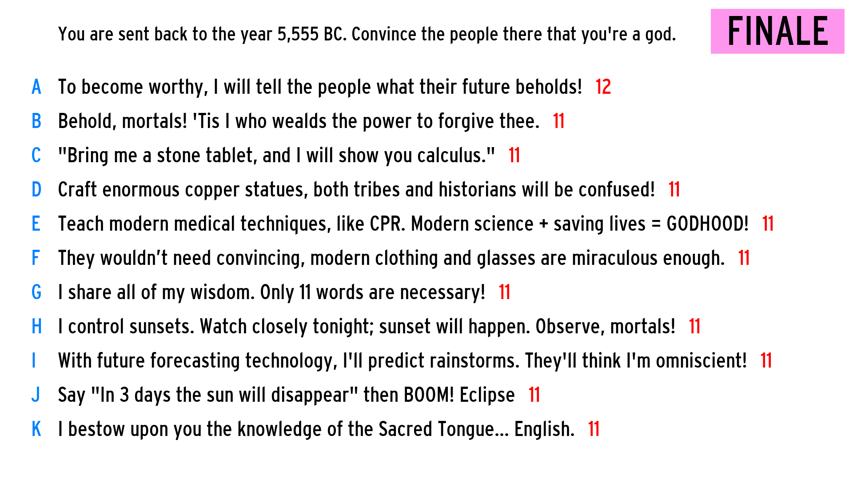 You are sent back to the year 5,555 BC. Convince the people there that you're a god. FINALE
A To become worthy, I will tell the people what their future beholds! 12
B Behold, mortals! 'Tis I who wealds the power to forgive thee. 11
C "Bring me a stone tablet, and I will show you calculus." 11
D Craft enormous copper statues, both tribes and historians will be confused! 11
E Teach modern medical techniques, like CPR. Modern science + saving lives = GODHOOD! 11
F They wouldn’t need convincing, modern clothing and glasses are miraculous enough. 11
G I share all of my wisdom. Only 11 words are necessary! 11
H I control sunsets. Watch closely tonight; sunset will happen. Observe, mortals! 11
I With future forecasting technology, I'll predict rainstorms. They'll think I'm omniscient! 11
J Say "In 3 days the sun will disappear" then BOOM! Eclipse 11
K I bestow upon you the knowledge of the Sacred Tongue... English. 11